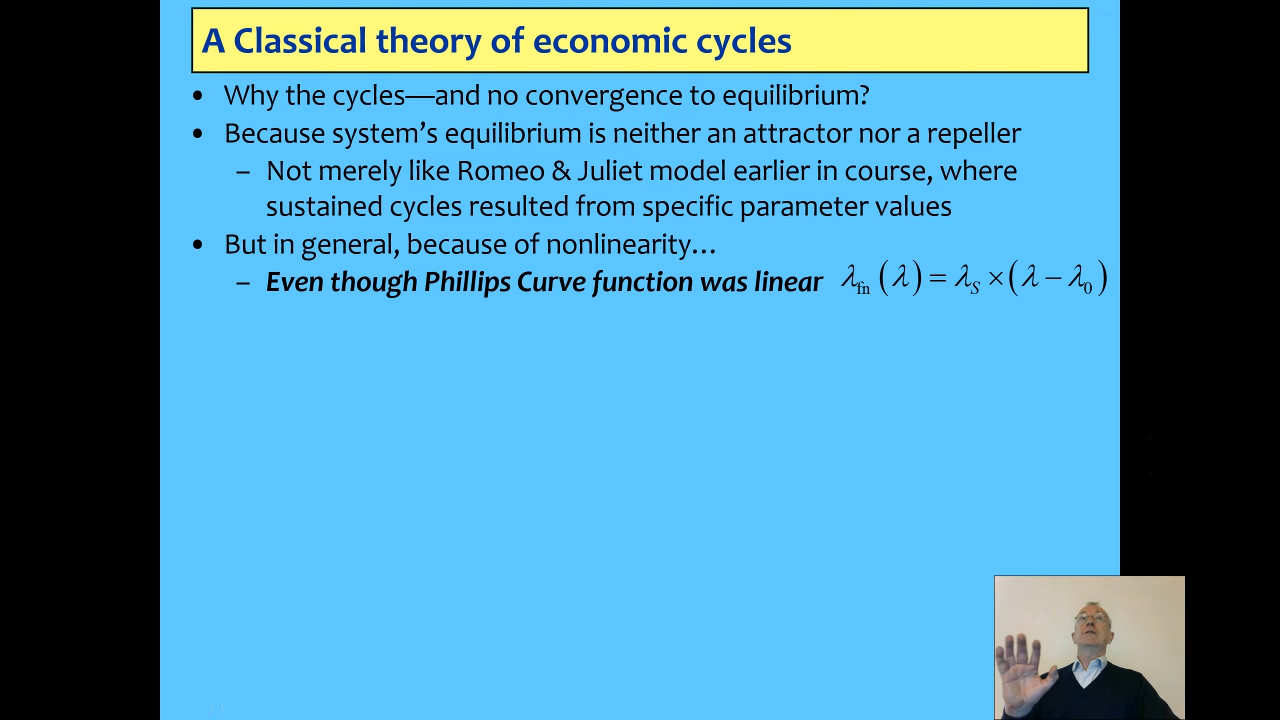 A Classical theory of economic cycles
• Why the cycles—and no convergence to equilibrium?
• Because system's equilibrium is neither an attractor nor a repeller
– Not merely like Romeo & Juliet model earlier in course, where
sustained cycles resulted from specific parameter values
• But in general, because of nonlinearity…
– Even though Phillips Curve function was linear λfn (λ) = λS × (λ − λ0)